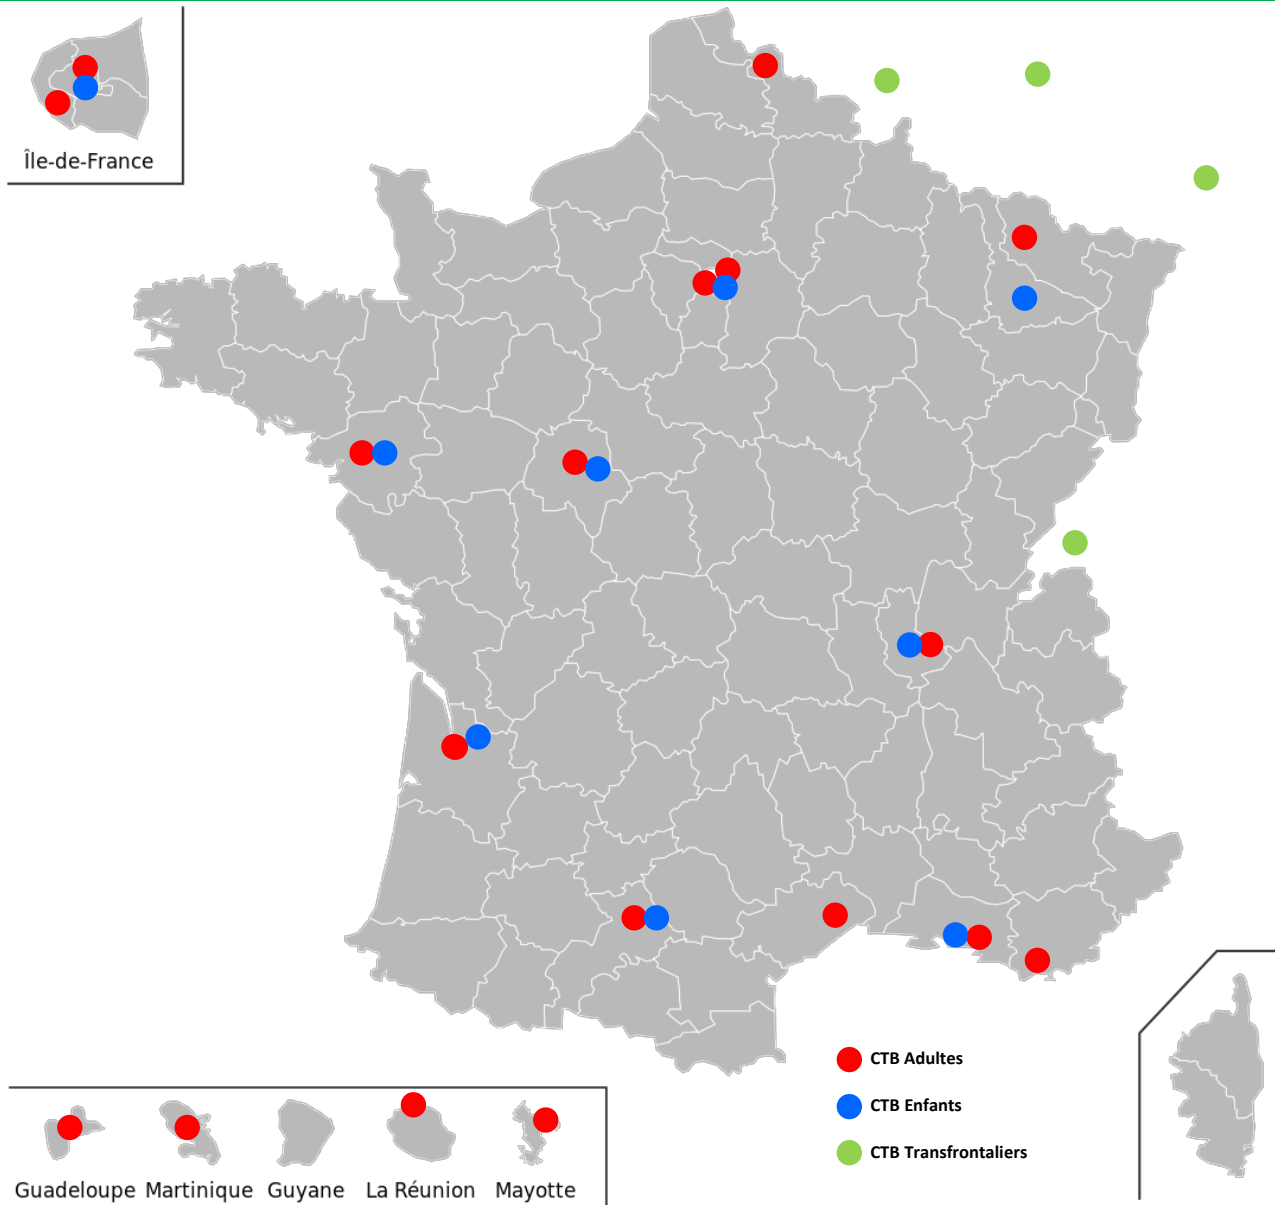 Île-de-France
CTB Adultes
CTB Enfants
CTB Transfrontaliers
Guadeloupe Martinique Guyane La Réunion Mayotte